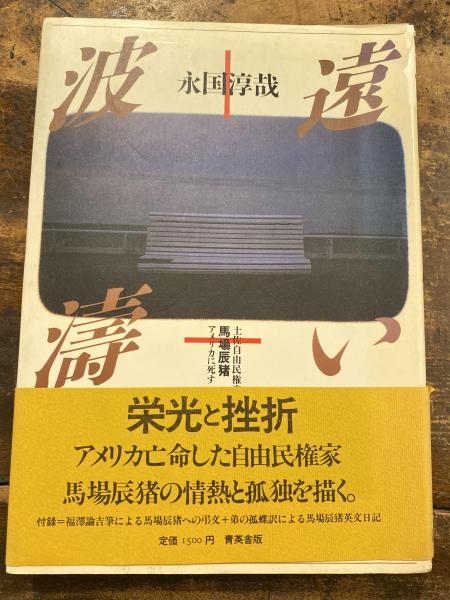 遠い
波濤
永国淳哉
土佐自由民権
馬場辰猪
アメリカに死す
栄光と挫折
アメリカ亡命した自由民権家
馬場辰猪の情熱と孤独を描く。
付録＝福澤諭吉筆による馬場辰猪への弔文＋弟の孤蝶訳による馬場辰猪英文日記
定価 1500円 青英舎版